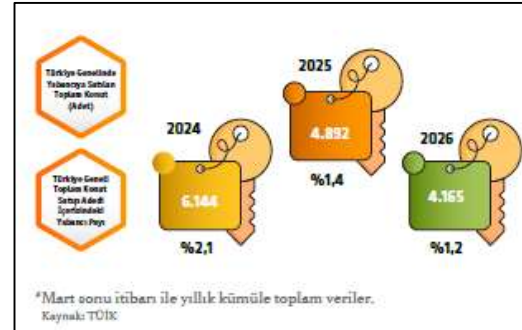 Türkiye Genelinde
Yabancıya Satılan
Toplam Konut
(Adet)
2024
6.144
%2,1
2025
4.892
%1,4
2026
4.165
%1,2
Türkiye Geneli
Toplam Konut
Satışı Adedi
İçerisindeki
Yabancı Payı
*Mart sonu itibarı ile yıllık kümüle toplam veriler.
Kaynak: TÜİK